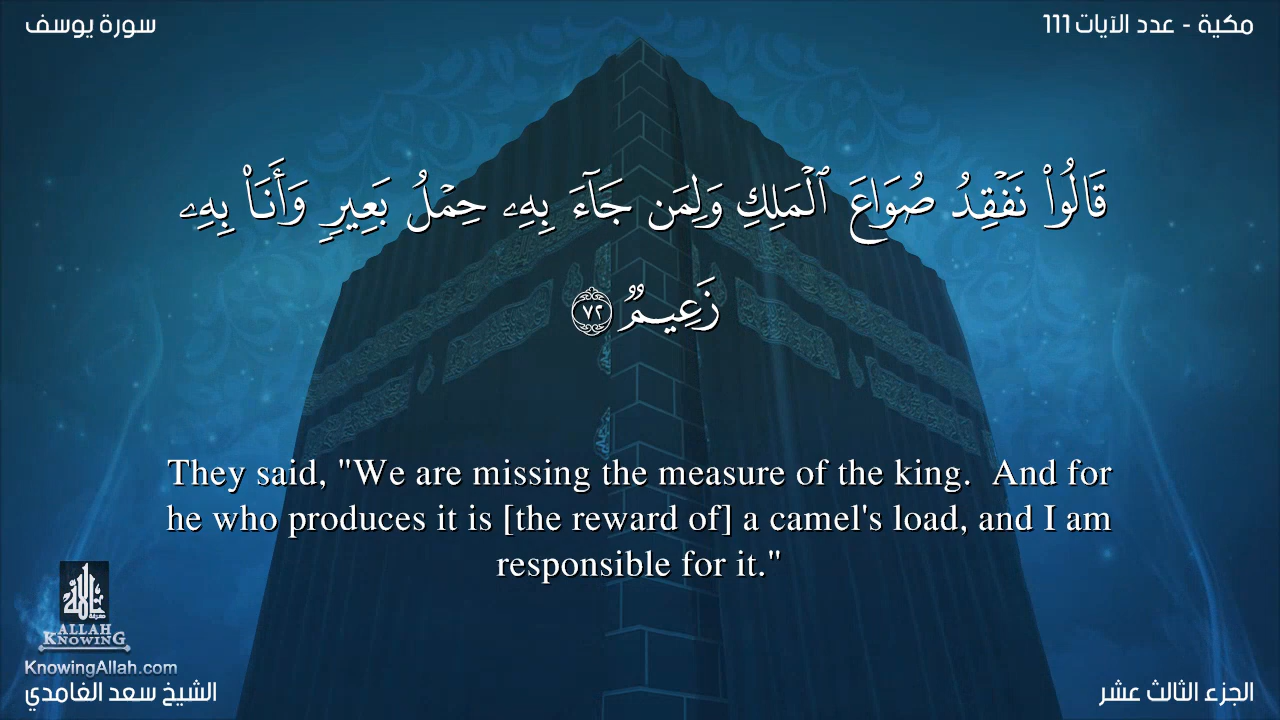 سورة يوسف
مكية - عدد الآيات 111
قَالُوا۟ نَفْقِدُ صُوَاعَ ٱلْمَلِكِ وَلِمَن جَآءَ بِهِۦ حِمْلُ بَعِيرٍ وَأَنَا۠ بِهِۦ
زَعِيمٌ ٧٢
They said, "We are missing the measure of the king.  And for
he who produces it is [the reward of] a camel's load, and I am
responsible for it."
ALLAH
KNOWING
KnowingAllah.com
الشيخ سعد الغامدي
الجزء الثالث عشر